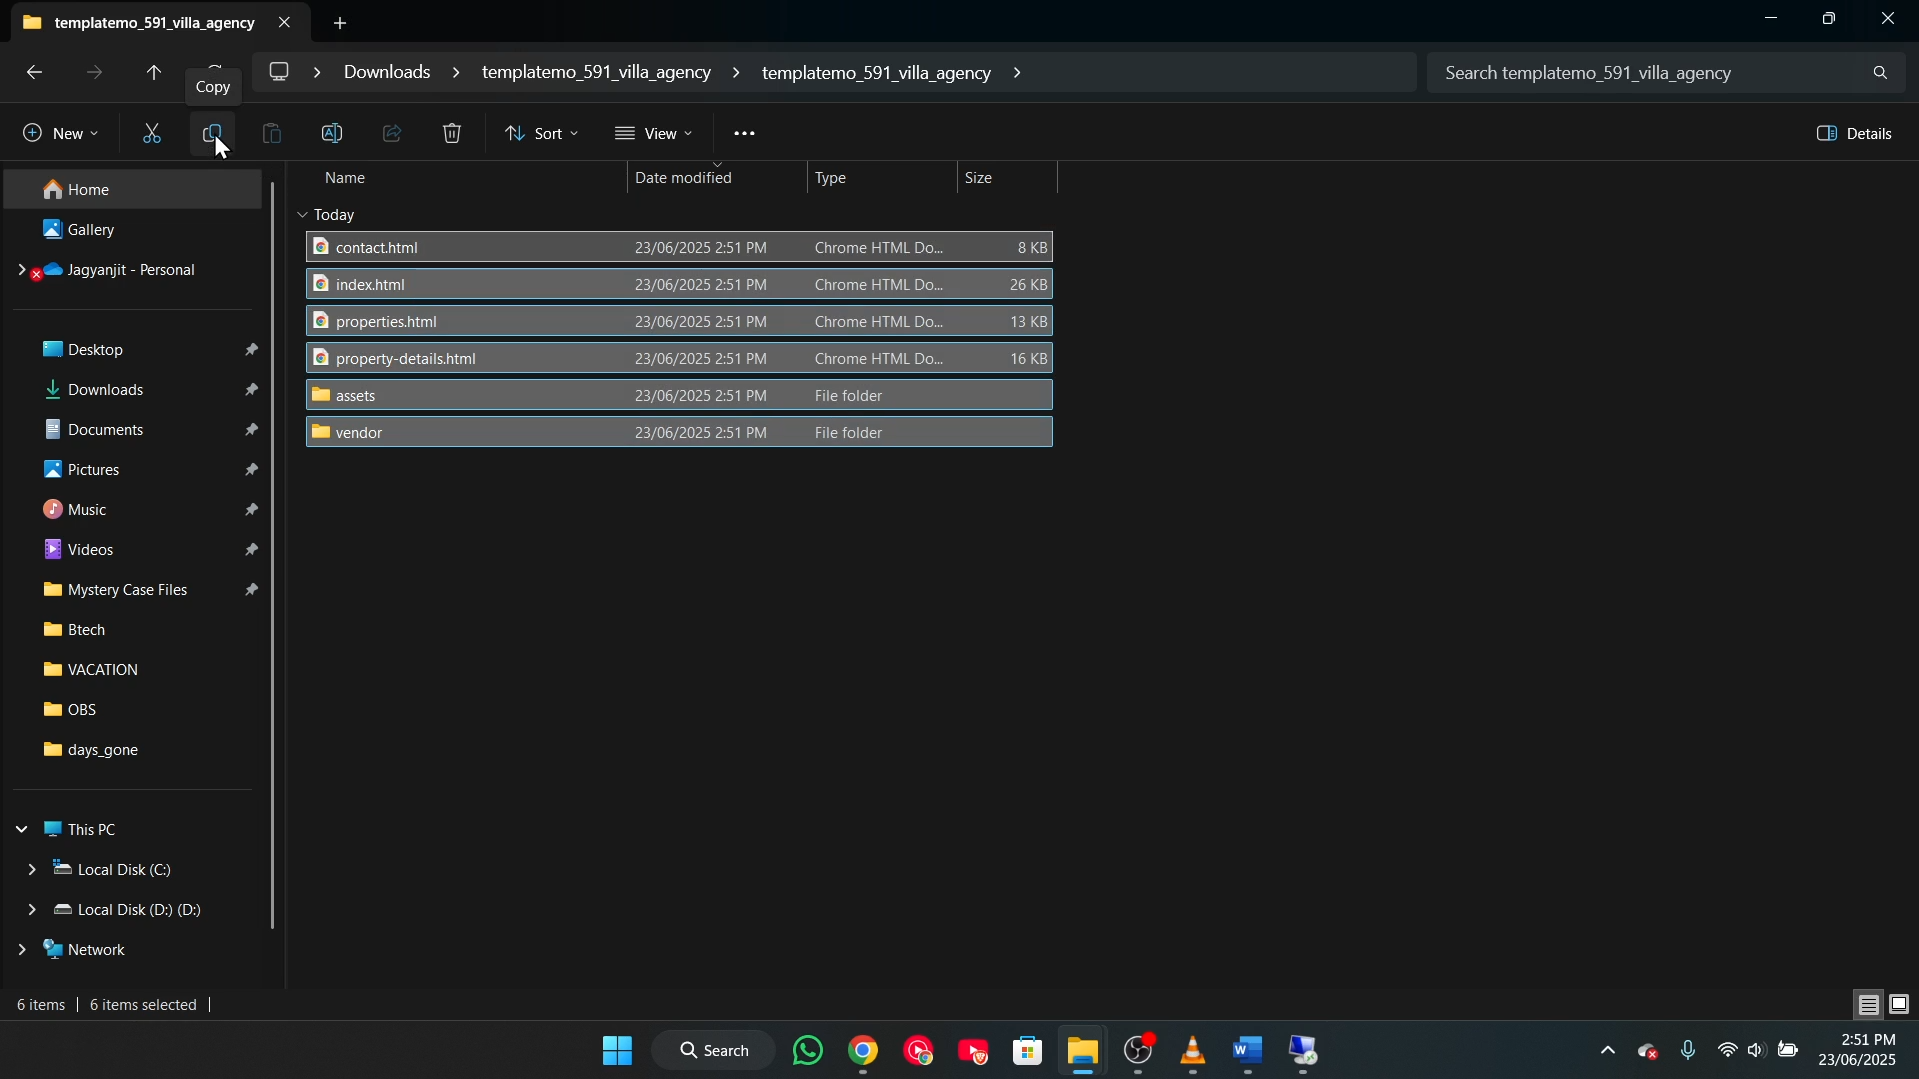 templatemo_591_villa_agency
Downloads templatemo_591_villa_agency templatemo_591_villa_agency
Search templatemo_591_villa_agency
Copy
New
Sort
View
Details
Home
Gallery
Jagyanjit - Personal
Desktop
Downloads
Documents
Pictures
Music
Videos
Mystery Case Files
Btech
VACATION
OBS
days_gone
This PC
Local Disk (C:)
Local Disk (D:) (D:)
Network
Name Date modified Type Size
Today
contact.html 23/06/2025 2:51 PM Chrome HTML Do... 8 KB
index.html 23/06/2025 2:51 PM Chrome HTML Do... 26 KB
properties.html 23/06/2025 2:51 PM Chrome HTML Do... 13 KB
property-details.html 23/06/2025 2:51 PM Chrome HTML Do... 16 KB
assets 23/06/2025 2:51 PM File folder
vendor 23/06/2025 2:51 PM File folder
6 items 6 items selected
Search
W
2:51 PM
23/06/2025